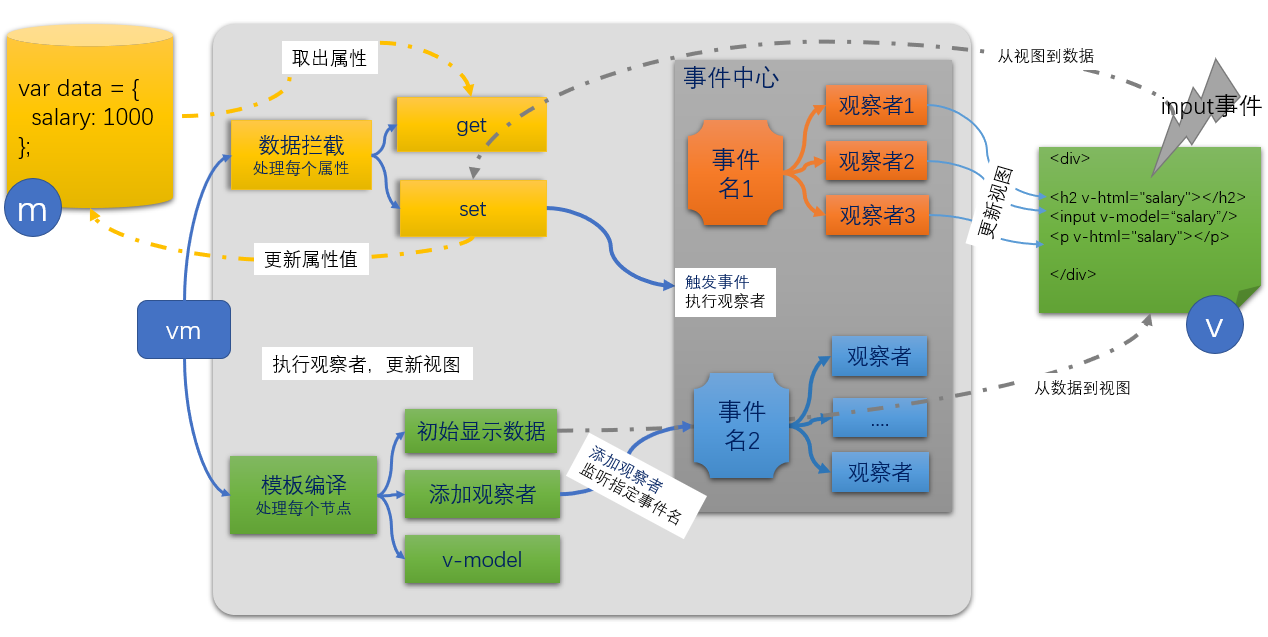 var data = {
salary: 1000
};
m
取出属性
数据拦截
处理每个属性
get
set
更新属性值
vm
执行观察者，更新视图
模板编译
处理每个节点
初始显示数据
添加观察者
v-model
添加观察者
监听指定事件名
事件中心
事件
名1
观察者1
观察者2
观察者3
触发事件
执行观察者
事件
名2
观察者
....
观察者
更新视图
从视图到数据
input事件
<div>
<h2 v-html="salary"></h2>
<input v-model=“salary”/>
<p v-html="salary"></p>
</div>
v
从数据到视图